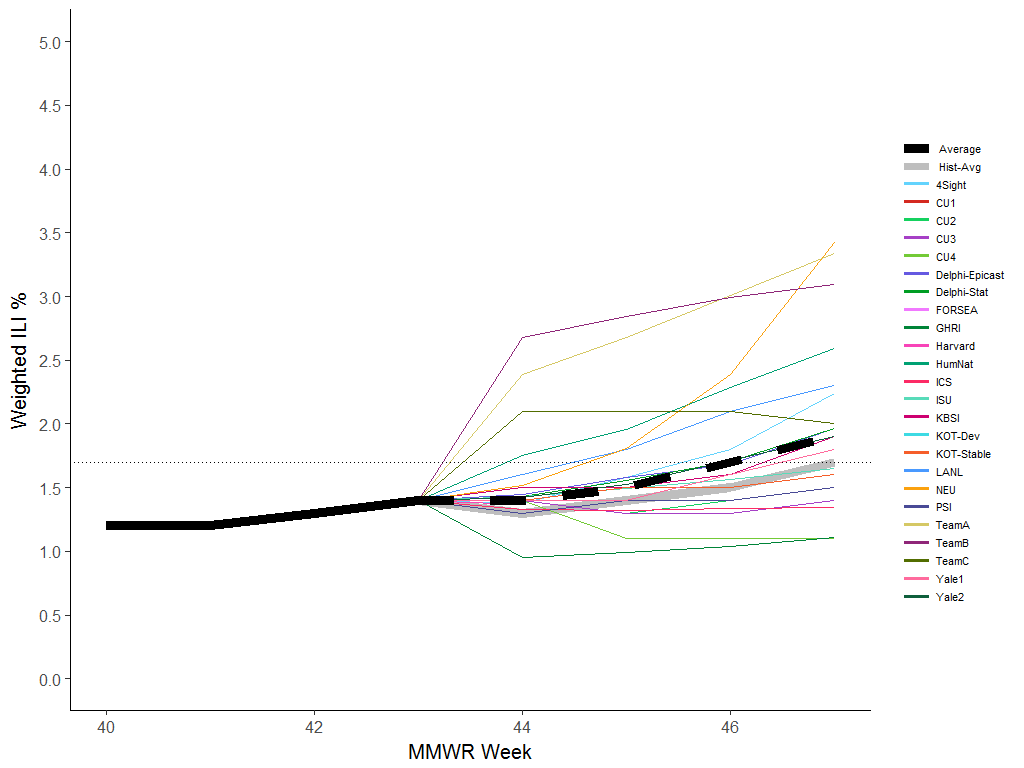 5.0
4.5
4.0
3.5
3.0
2.5
2.0
1.5
1.0
0.5
0.0
Weighted ILI %
40 42 44 46
MMWR Week
Average
Hist-Avg
4Sight
CU1
CU2
CU3
CU4
Delphi-Epicast
Delphi-Stat
FORSEA
GHRI
Harvard
HumNat
ICS
ISU
KBSI
KOT-Dev
KOT-Stable
LANL
NEU
PSI
TeamA
TeamB
TeamC
Yale1
Yale2